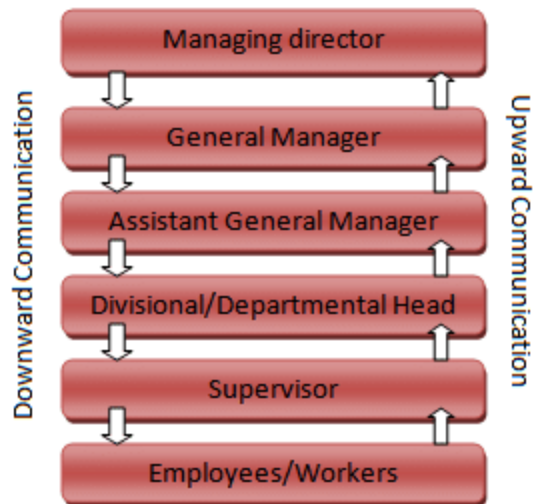 Managing director
General Manager
Assistant General Manager
Divisional/Departmental Head
Supervisor
Employees/Workers
Downward Communication
Upward Communication